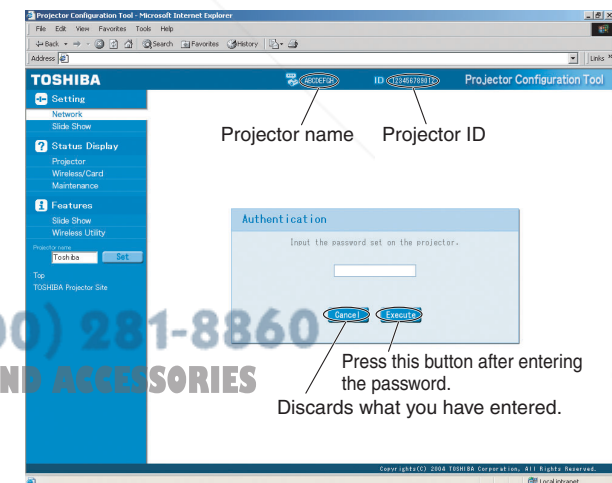 Projector Configuration Tool - Microsoft Internet Explorer
File Edit View Favorites Tools Help
Back Search Favorites History
Address Links »
TOSHIBA ABCDEFGH ID 123456789012 Projector Configuration Tool
Setting
Network
Slide Show
Projector name Projector ID
? Status Display
Projector
Wireless/Card
Maintenance
i Features
Slide Show
Wireless Utility
Projector name
Toshiba Set
Top
TOSHIBA Projector Site
Authentication
Input the password set on the projector.
Cancel Execute
00) 281-8860
ND ACCESSORIES
Press this button after entering
the password.
Discards what you have entered.
Copyrights(C) 2004 TOSHIBA Corporation, All Rights Reserved.
Local intranet